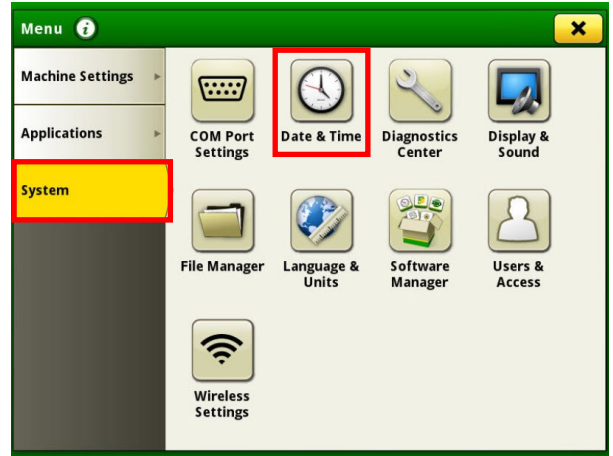 Menu
Machine Settings
Applications
System
COM Port
Settings
Date & Time
Diagnostics
Center
Display &
Sound
File Manager
Language &
Units
Software
Manager
Users &
Access
Wireless
Settings